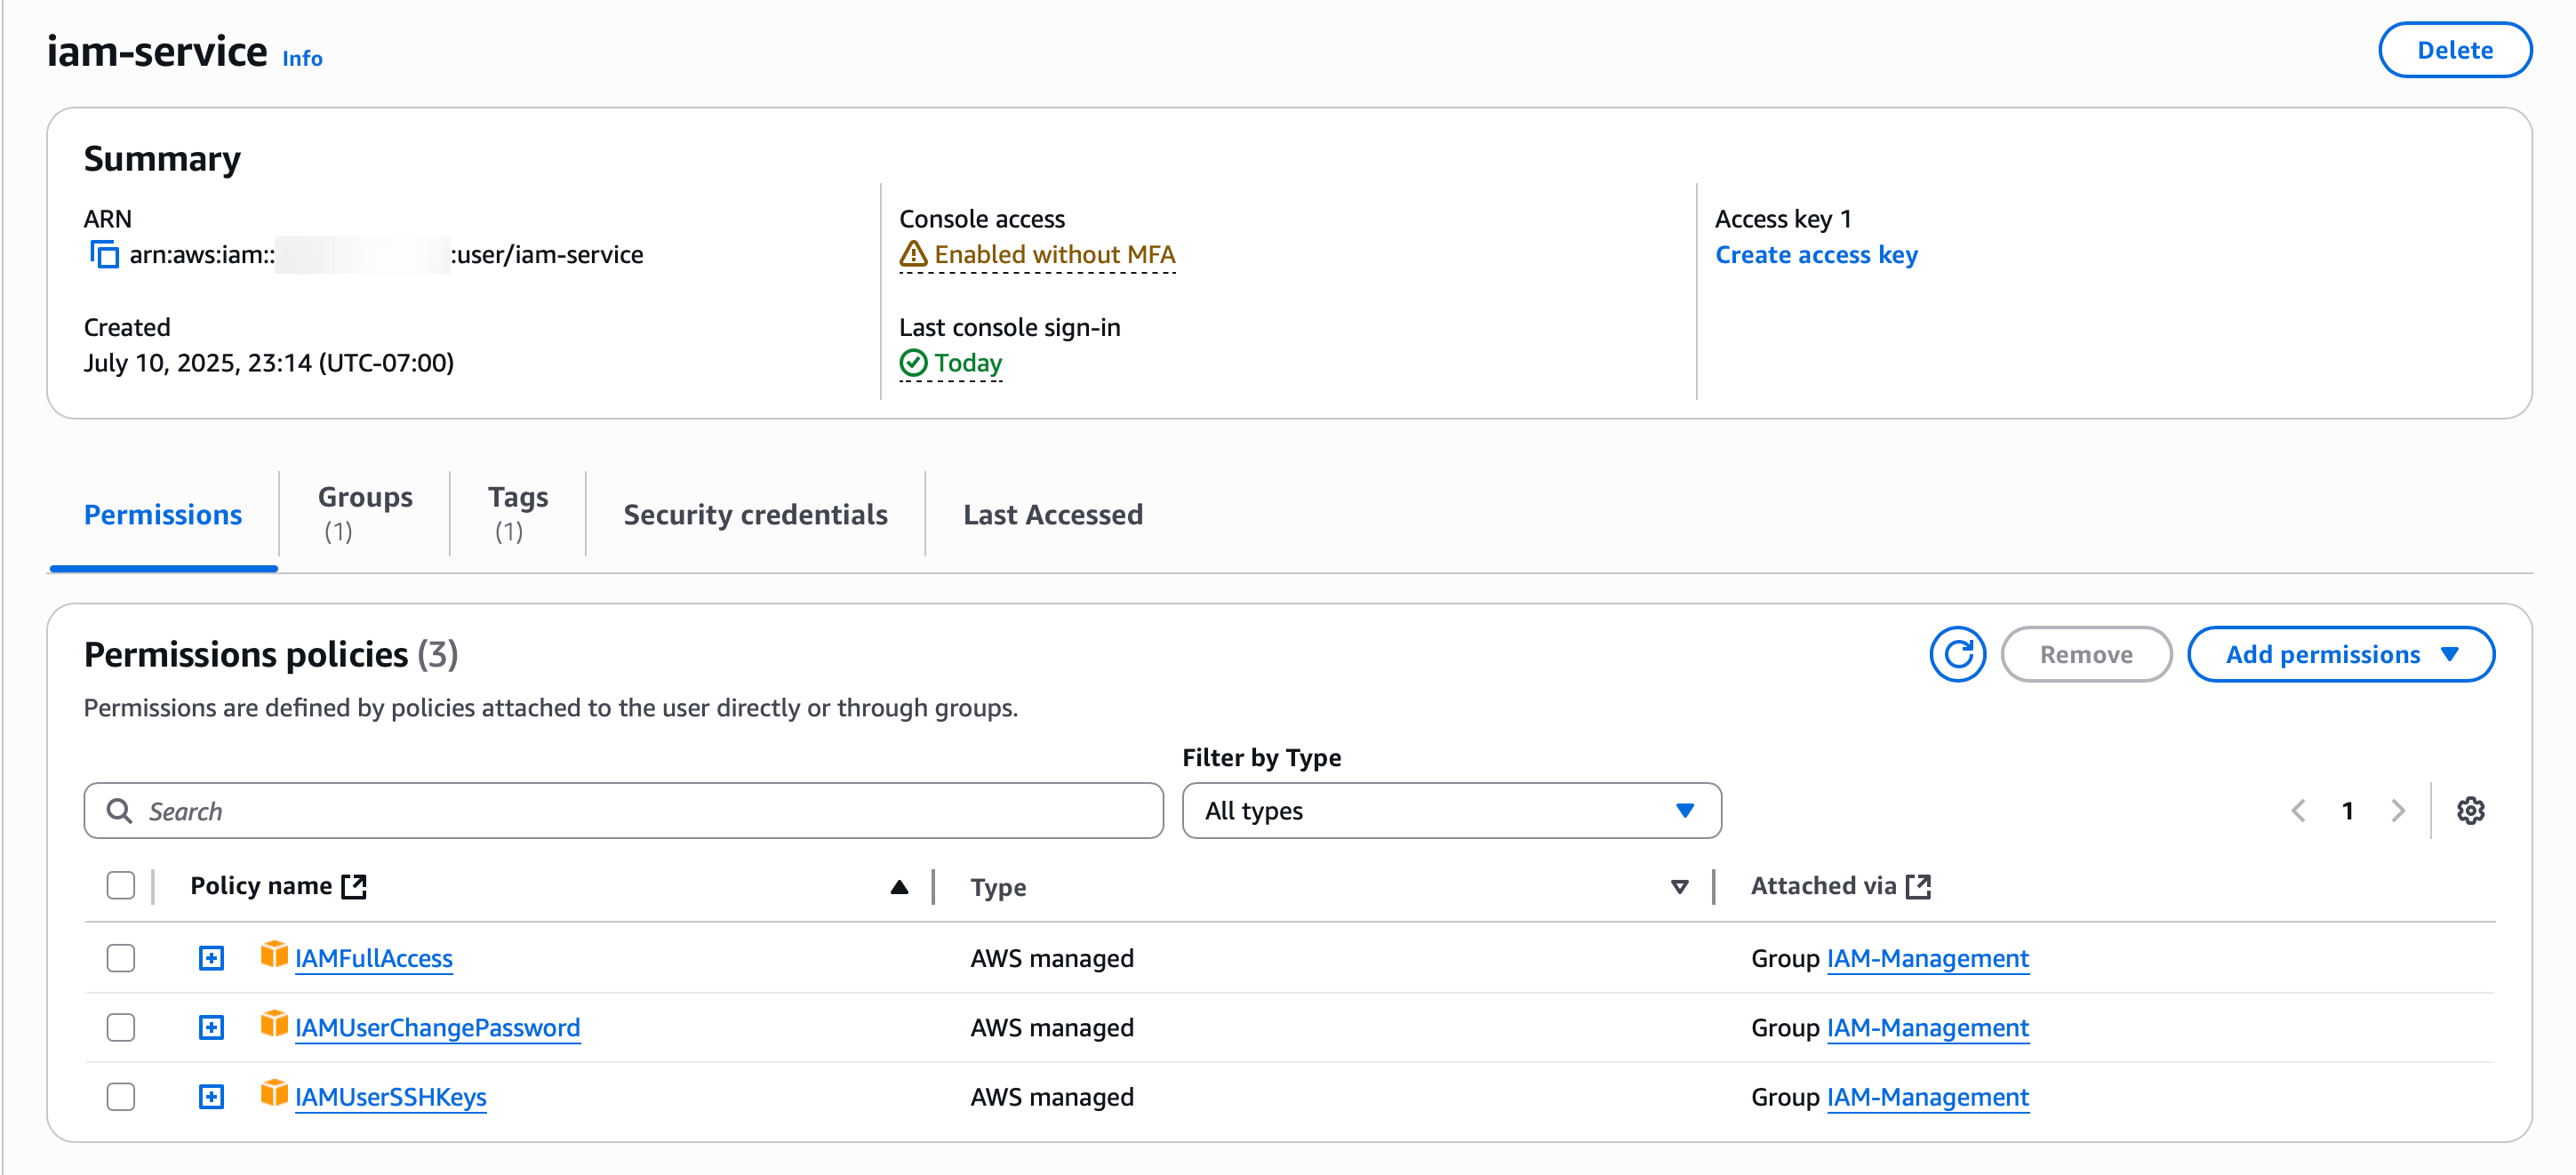 iam-service Info
Delete
Summary
ARN
arn:aws:iam:: :user/iam-service
Created
July 10, 2025, 23:14 (UTC-07:00)
Console access
Enabled without MFA
Last console sign-in
Today
Access key 1
Create access key
Permissions
Groups
(1)
Tags
(1)
Security credentials
Last Accessed
Permissions policies (3)
Remove
Add permissions
Permissions are defined by policies attached to the user directly or through groups.
Filter by Type
Search
All types
1
Policy name Type Attached via
IAMFullAccess AWS managed Group IAM-Management
IAMUserChangePassword AWS managed Group IAM-Management
IAMUserSSHKeys AWS managed Group IAM-Management